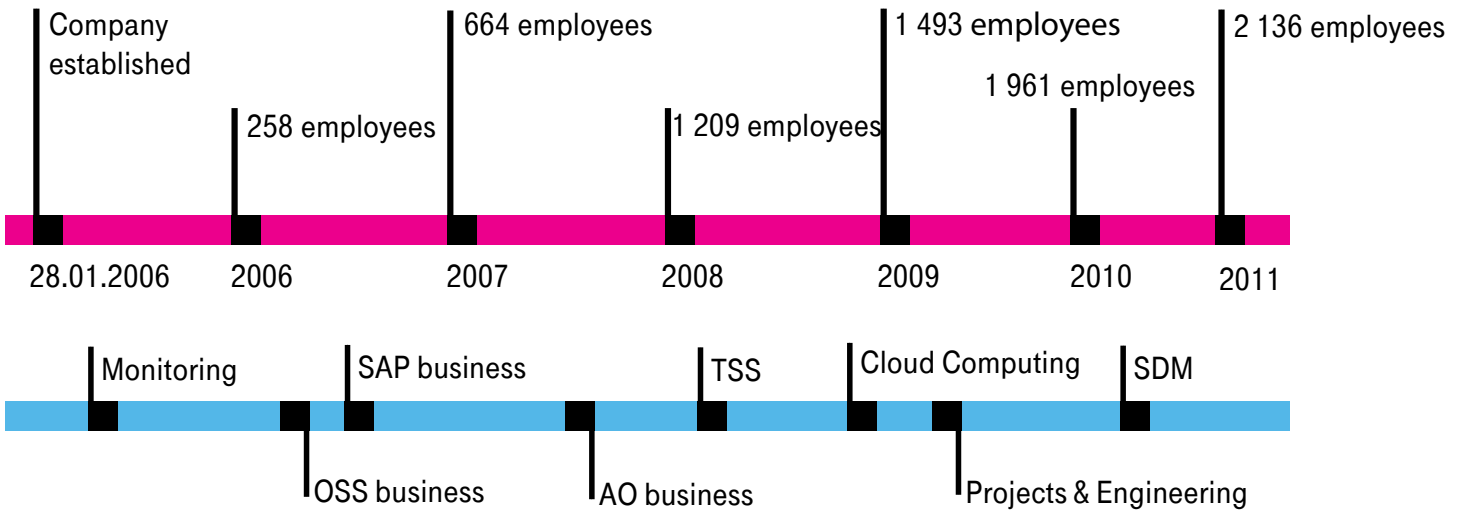 Company
established
258 employees
664 employees
1 209 employees
1 493 employees
1 961 employees
2 136 employees
28.01.2006
2006
2007
2008
2009
2010
2011
Monitoring
OSS business
SAP business
AO business
TSS
Cloud Computing
Projects & Engineering
SDM